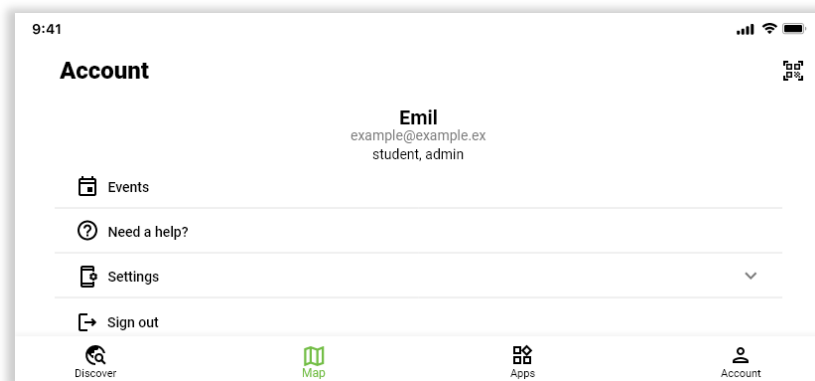 9:41
Account
Emil
example@example.ex
student, admin
Events
Need a help?
Settings
Sign out
Discover
Map
Apps
Account